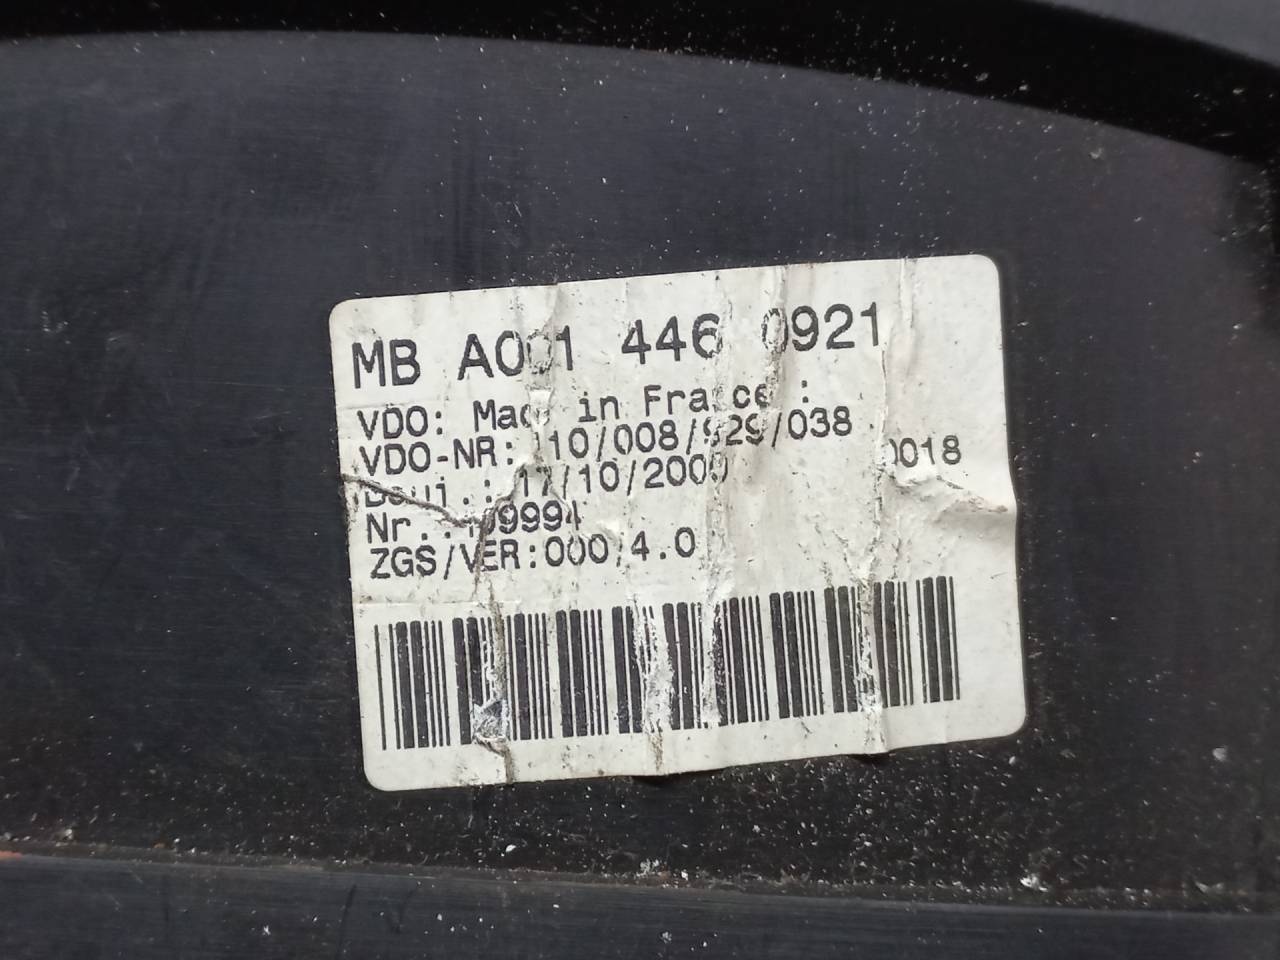 MB A001 446 0921
VDO: Made in France :
VDO-NR: 110/008/929/038
Bauj.: 17/10/2000 0018
Nr.: 
ZGS/VER:000/4.0